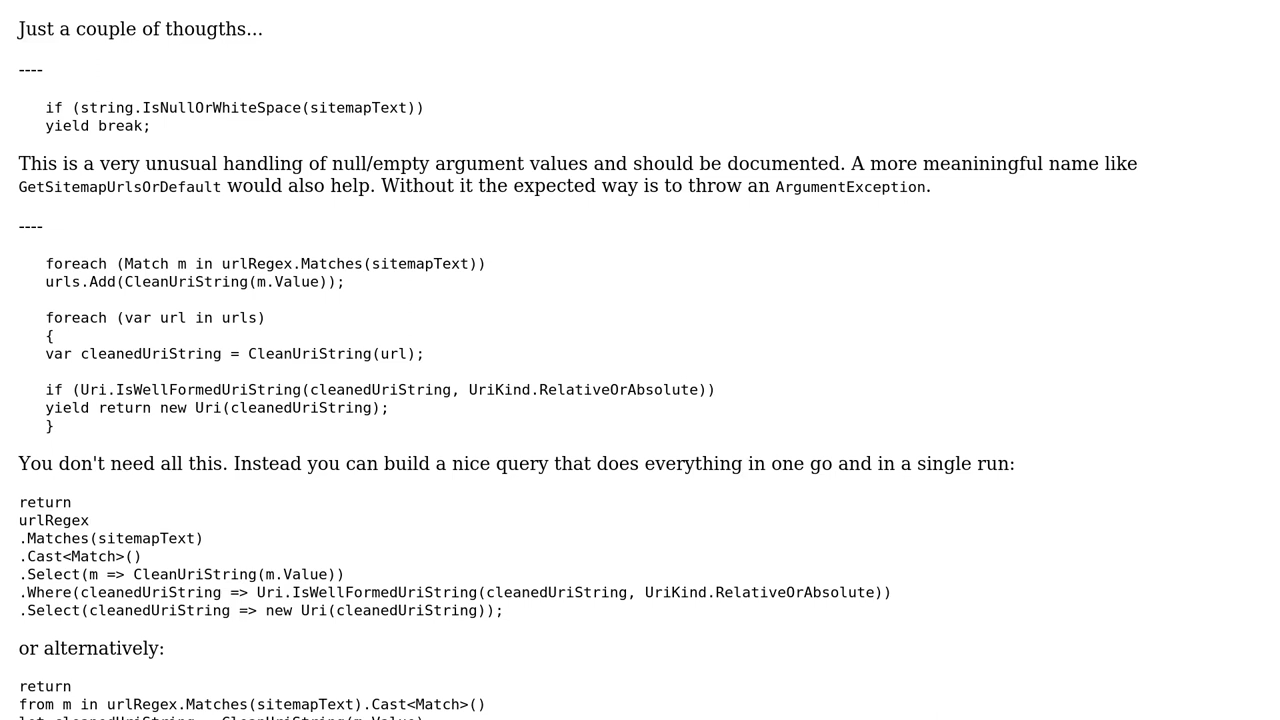 Just a couple of thougths...
----
if (string.IsNullOrWhiteSpace(sitemapText))
yield break;
This is a very unusual handling of null/empty argument values and should be documented. A more meaniningful name like
GetSitemapUrlsOrDefault would also help. Without it the expected way is to throw an ArgumentException.
----
foreach (Match m in urlRegex.Matches(sitemapText))
urls.Add(CleanUriString(m.Value));
foreach (var url in urls)
{
var cleanedUriString = CleanUriString(url);
if (Uri.IsWellFormedUriString(cleanedUriString, UriKind.RelativeOrAbsolute))
yield return new Uri(cleanedUriString);
}
You don't need all this. Instead you can build a nice query that does everything in one go and in a single run:
return
urlRegex
.Matches(sitemapText)
.Cast<Match>()
.Select(m => CleanUriString(m.Value))
.Where(cleanedUriString => Uri.IsWellFormedUriString(cleanedUriString, UriKind.RelativeOrAbsolute))
.Select(cleanedUriString => new Uri(cleanedUriString));
or alternatively:
return
from m in urlRegex.Matches(sitemapText).Cast<Match>()